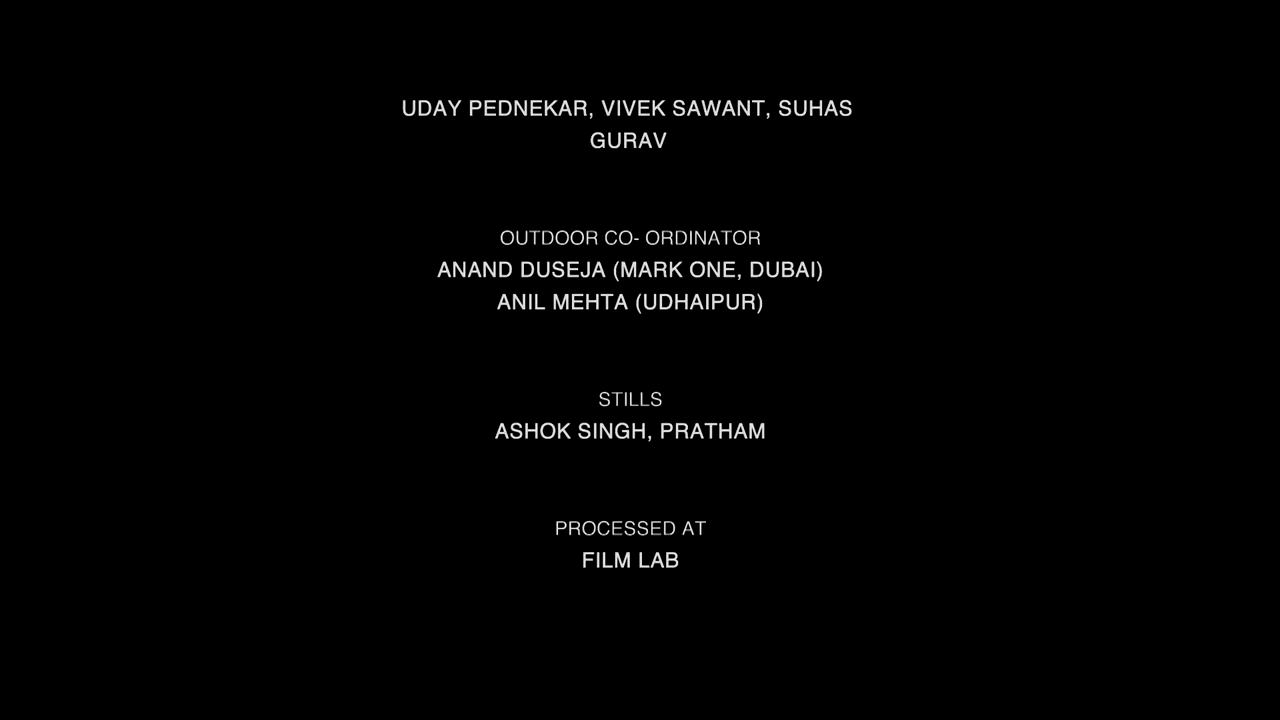 UDAY PEDNEKAR, VIVEK SAWANT, SUHAS
GURAV
OUTDOOR CO- ORDINATOR
ANAND DUSEJA (MARK ONE, DUBAI)
ANIL MEHTA (UDHAIPUR)
STILLS
ASHOK SINGH, PRATHAM
PROCESSED AT
FILM LAB